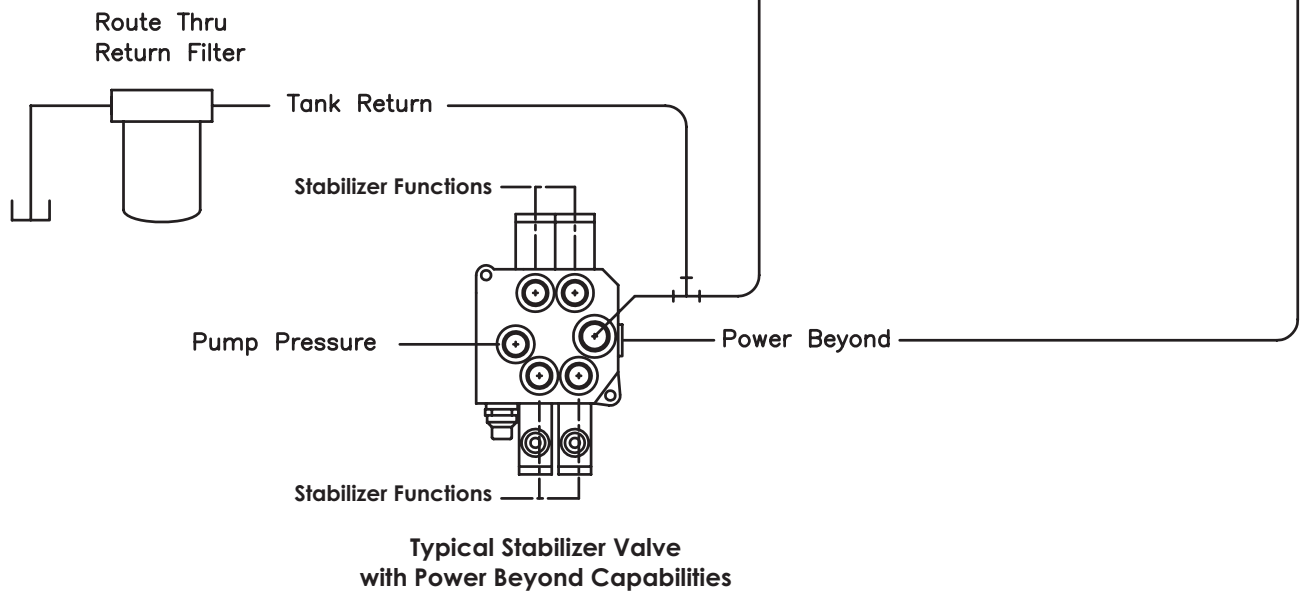 Route Thru
Return Filter
Tank Return
Stabilizer Functions
Pump Pressure
Power Beyond
Stabilizer Functions
Typical Stabilizer Valve
with Power Beyond Capabilities